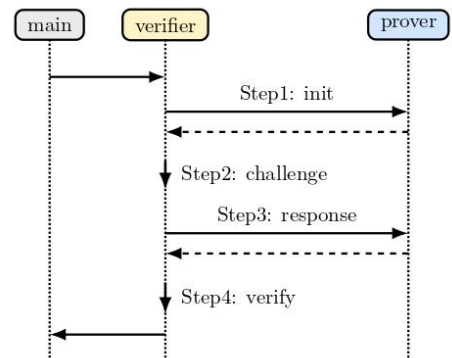 main
verifier
prover
Step1: init
Step2: challenge
Step3: response
Step4: verify